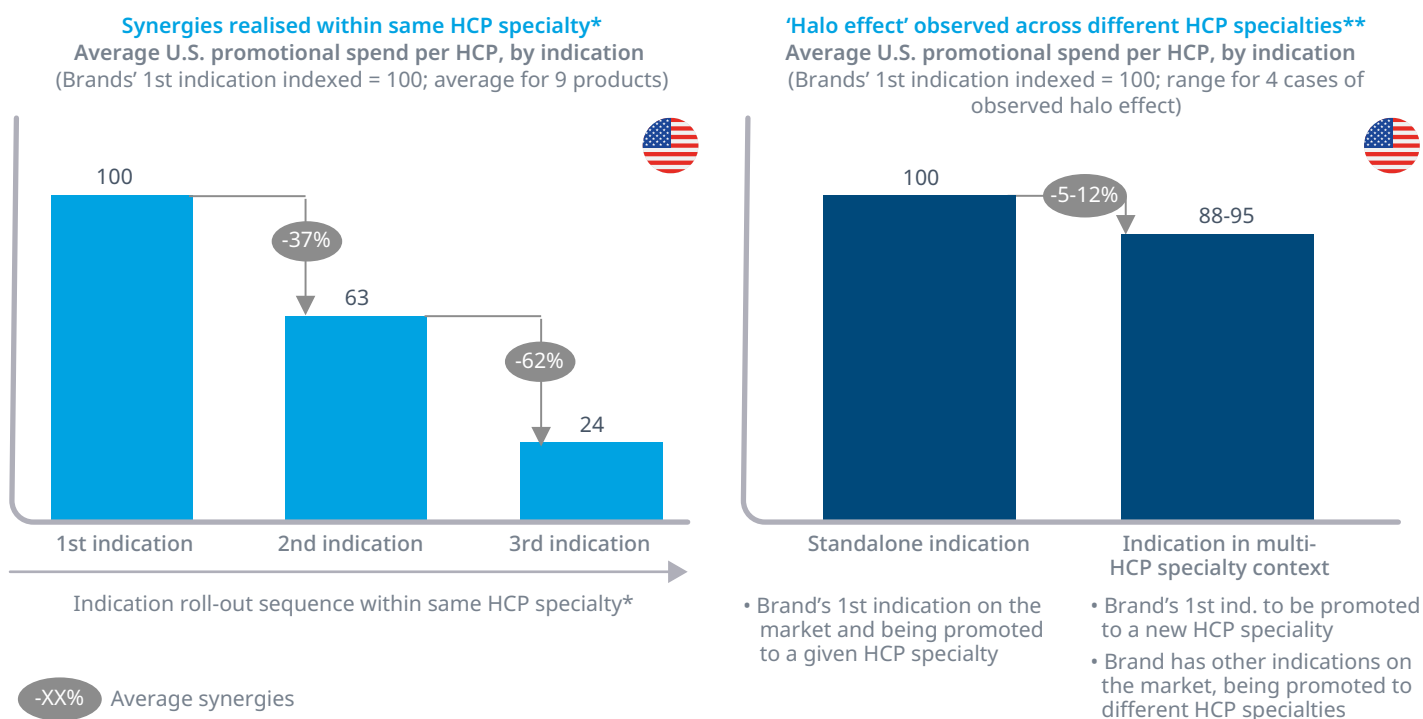 Synergies realised within same HCP specialty*
Average U.S. promotional spend per HCP, by indication
(Brands’ 1st indication indexed = 100; average for 9 products)
100
-37%
63
-62%
24
1st indication
2nd indication
3rd indication
Indication roll-out sequence within same HCP specialty*
-XX%
Average synergies
‘Halo effect’ observed across different HCP specialties**
Average U.S. promotional spend per HCP, by indication
(Brands’ 1st indication indexed = 100; range for 4 cases of
observed halo effect)
100
-5-12%
88-95
Standalone indication
Indication in multi-
HCP specialty context
• Brand’s 1st indication on the
market and being promoted
to a given HCP specialty
• Brand’s 1st ind. to be promoted
to a new HCP speciality
• Brand has other indications on
the market, being promoted to
different HCP specialties